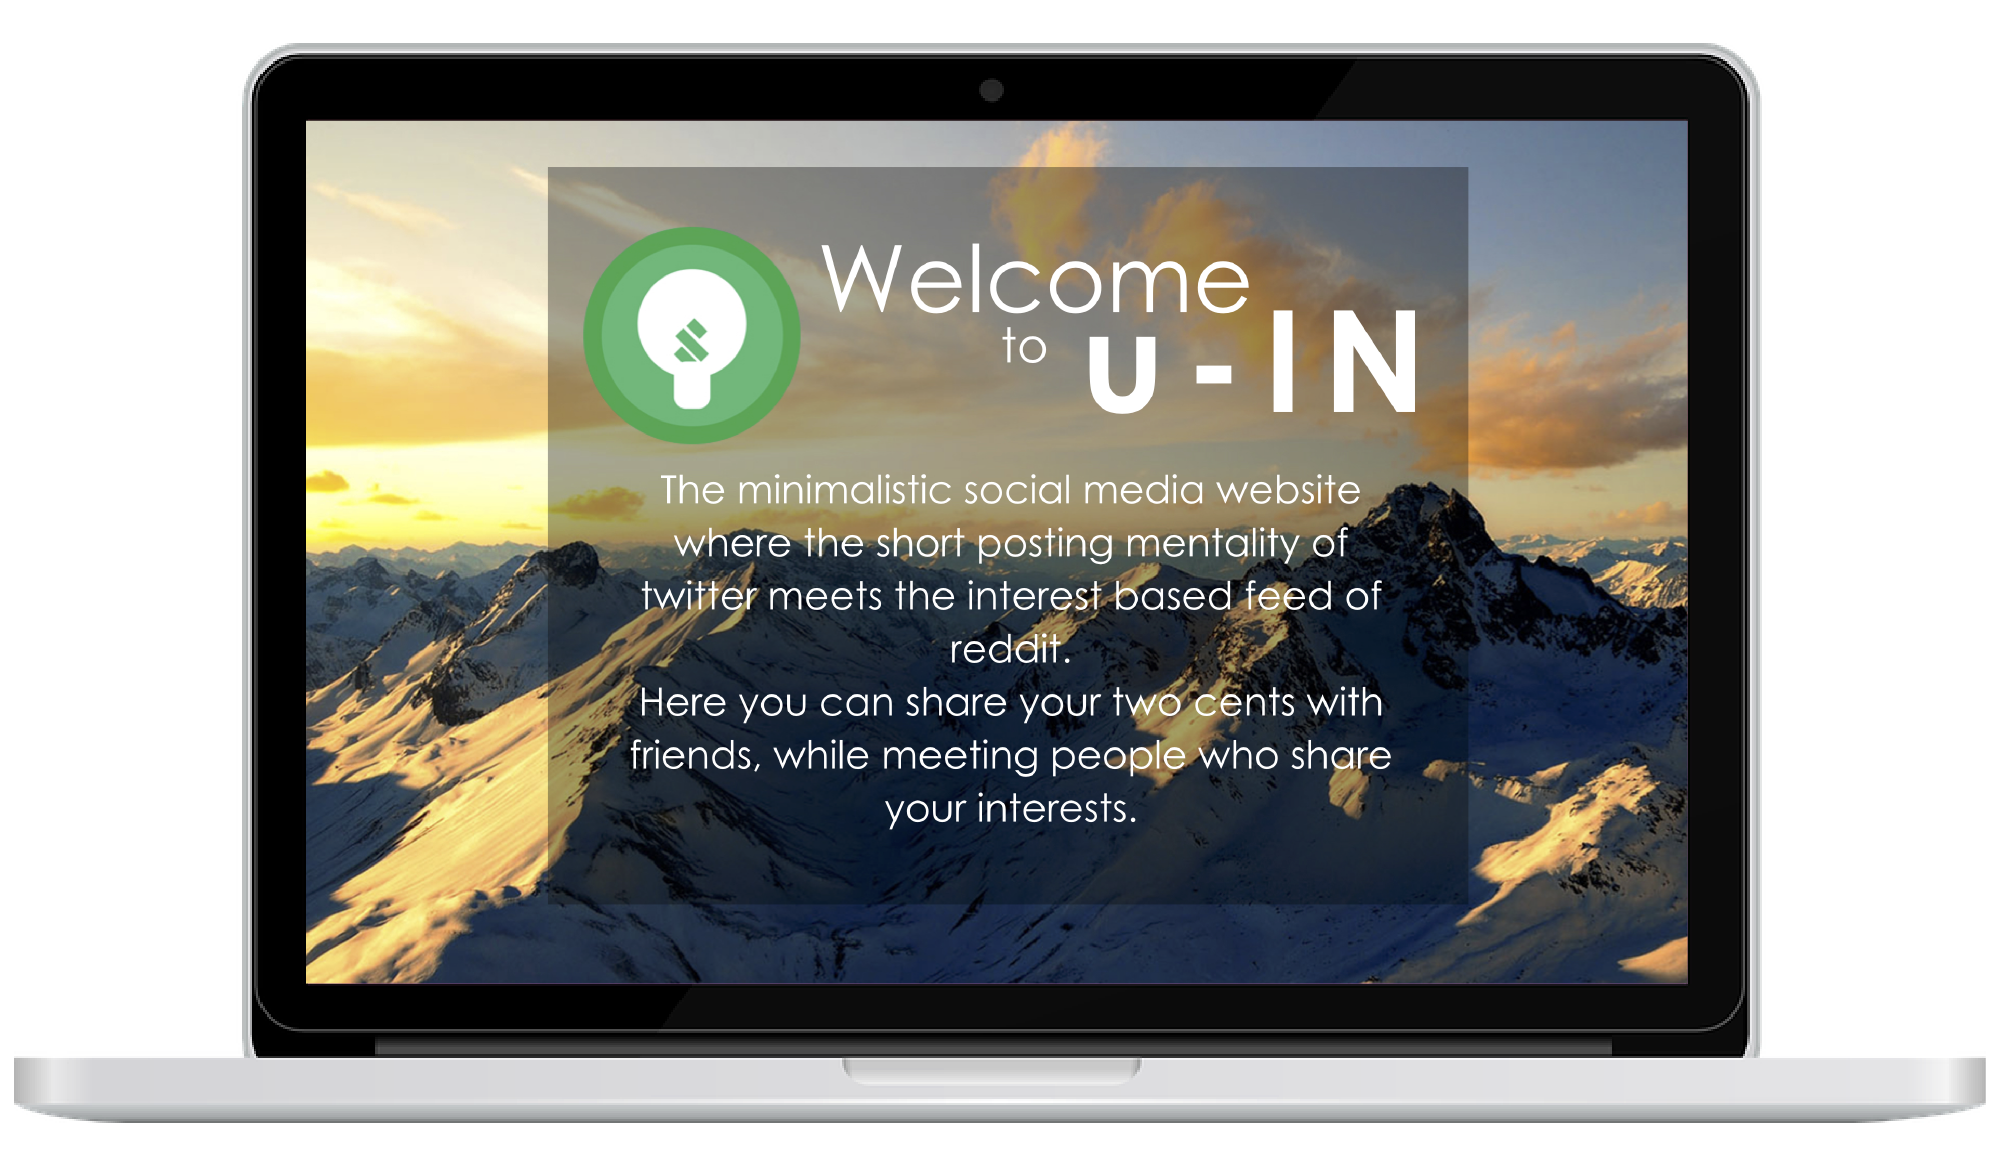 Welcome
to u-IN
The minimalistic social media website
where the short posting mentality of
twitter meets the interest based feed of
reddit.
Here you can share your two cents with
friends, while meeting people who share
your interests.